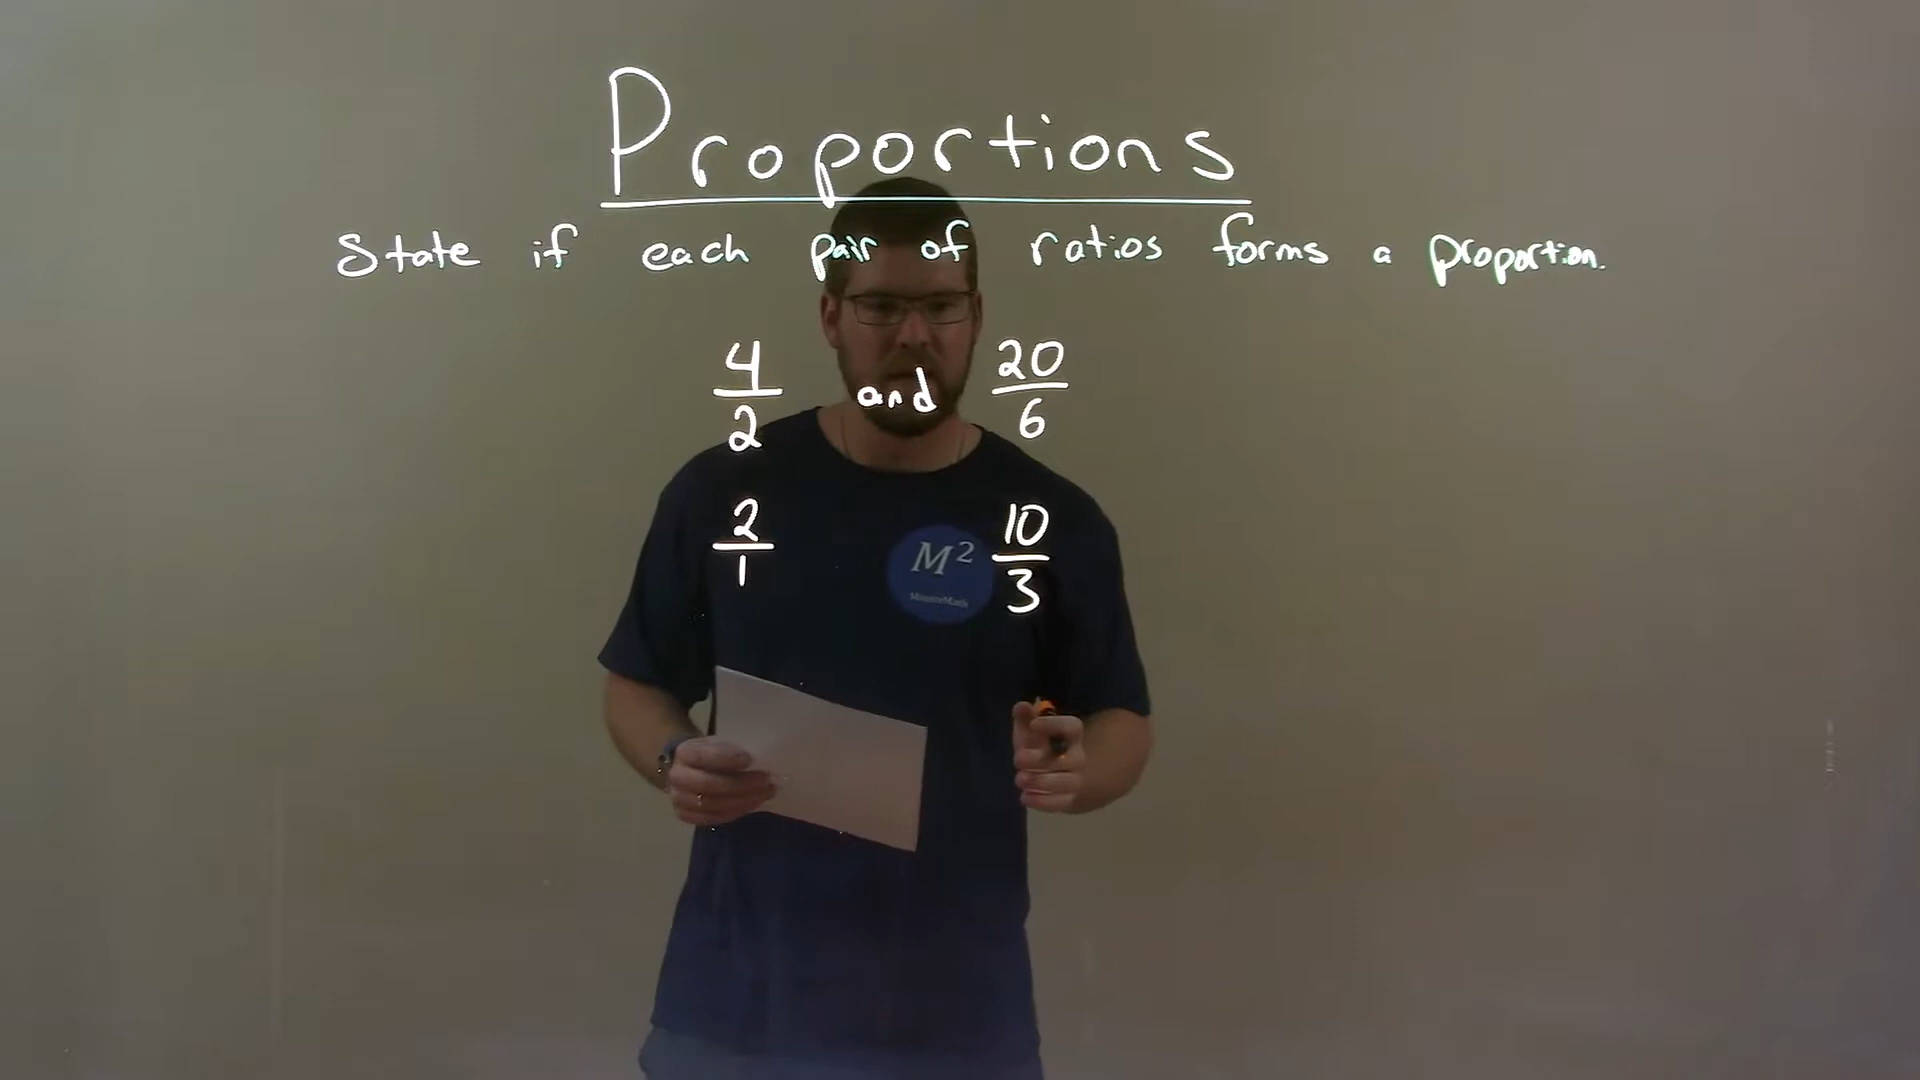 Proportions
State if each pair of ratios forms a proportion.
4/2 and 20/6
2/1 10/3
M²
MinuteMath